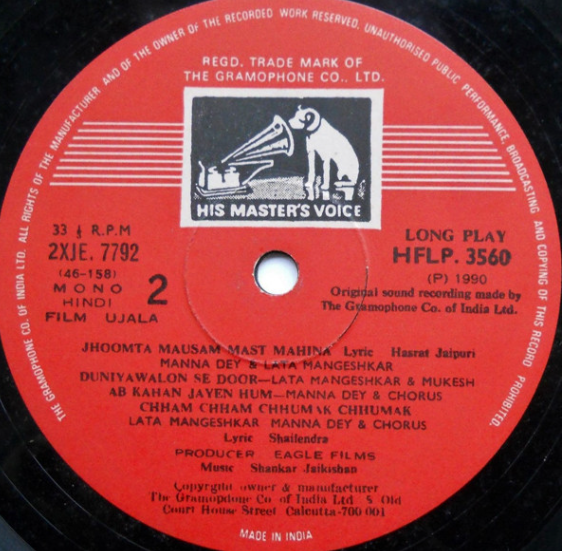 THE GRAMOPHONE CO. OF INDIA LTD. ALL RIGHTS OF THE MANUFACTURER AND OF THE OWNER OF THE RECORDED WORK RESERVED, UNAUTHORISED PUBLIC PERFORMANCE, BROADCASTING AND COPYING OF THIS RECORD PROHIBITED.
REGD. TRADE MARK OF
THE GRAMOPHONE CO., LTD.
HIS MASTER'S VOICE
33 ⅓ R.P.M
2XJE. 7792
(46-158)
MONO
HINDI
2
FILM UJALA
LONG PLAY
HFLP. 3560
(P) 1990
Original sound recording made by
The Gramophone Co. of India Ltd.
JHOOMTA MAUSAM MAST MAHINA Lyric Hasrat Jaipuri
MANNA DEY & LATA MANGESHKAR
DUNIYAWALON SE DOOR—LATA MANGESHKAR & MUKESH
AB KAHAN JAYEN HUM—MANNA DEY & CHORUS
CHHAM CHHAM CHHUMAK CHHUMAK
LATA MANGESHKAR MANNA DEY & CHORUS
Lyric Shailendra
PRODUCER EAGLE FILMS
Music Shankar Jaikishan
Copyright owner & manufacturer
The Gramophone Co of India Ltd 8 Old
Court House Street Calcutta-700 001
MADE IN INDIA